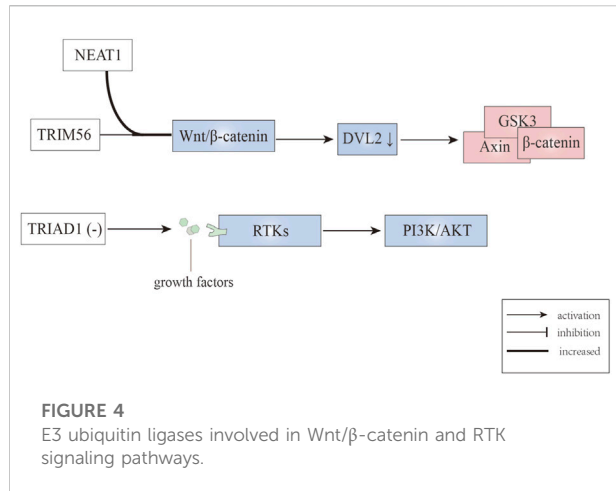 NEAT1
TRIM56
Wnt/β-catenin
DVL2 ↓
GSK3
Axin
β-catenin
TRIAD1 (-)
RTKs
PI3K/AKT
growth factors
activation
inhibition
increased
FIGURE 4
E3 ubiquitin ligases involved in Wnt/β-catenin and RTK
signaling pathways.